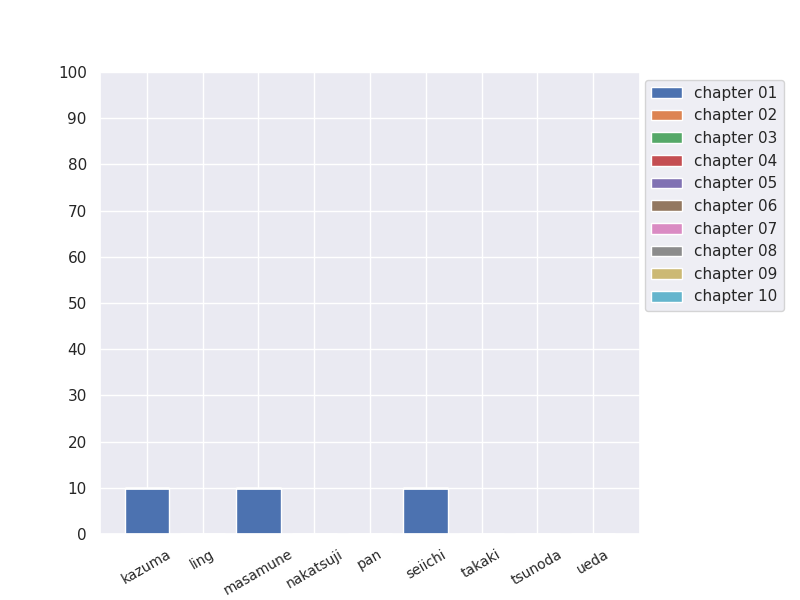 100
90
80
70
60
50
40
30
20
10
0
kazuma
ling
masamune
nakatsuji
pan
seiichi
takaki
tsunoda
ueda
chapter 01
chapter 02
chapter 03
chapter 04
chapter 05
chapter 06
chapter 07
chapter 08
chapter 09
chapter 10